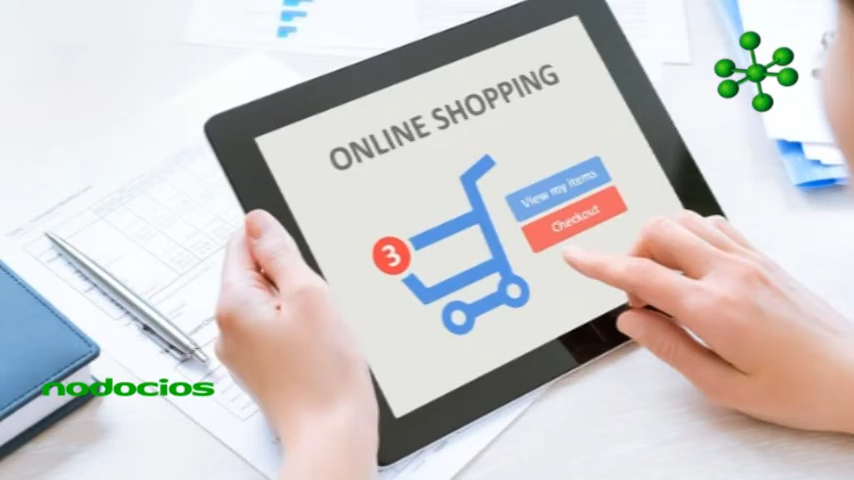 ONLINE SHOPPING
View my items
Checkout
3
nodocios